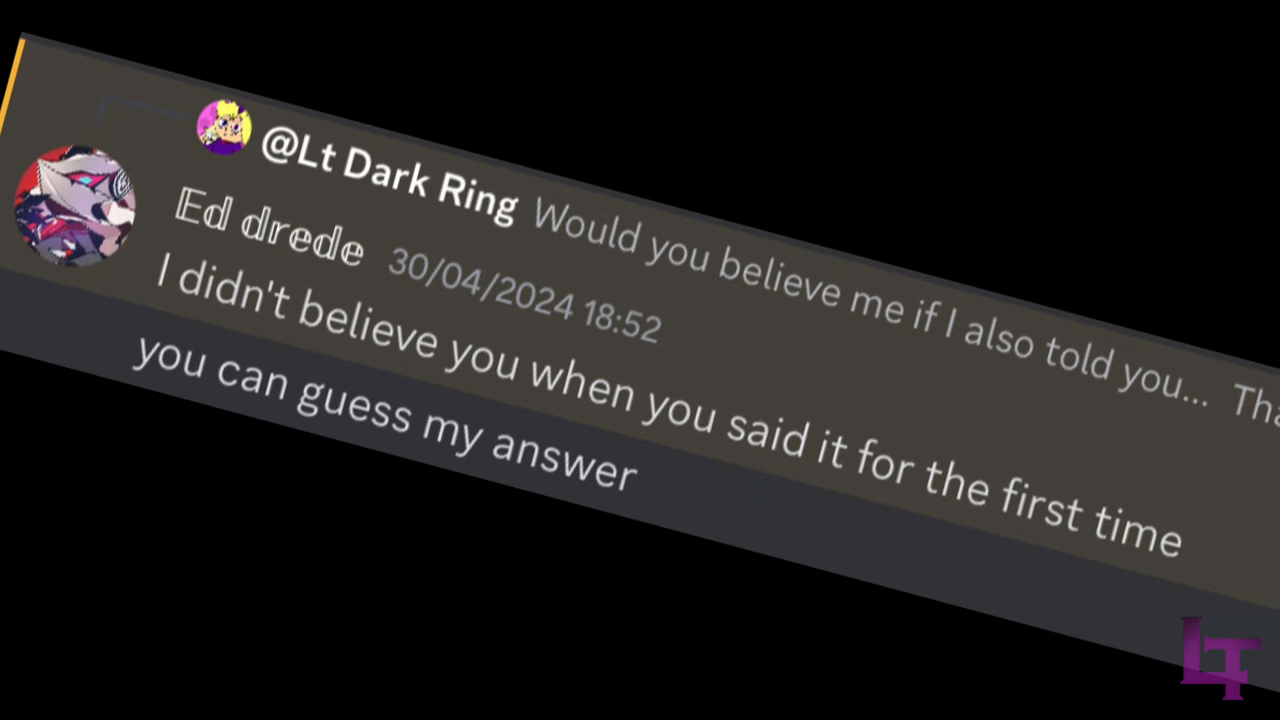 @Lt Dark Ring Would you believe me if I also told you...
𝔼𝕕 𝕕𝕣𝕖𝕕𝕖 30/04/2024 18:52
I didn't believe you when you said it for the first time
you can guess my answer
LT